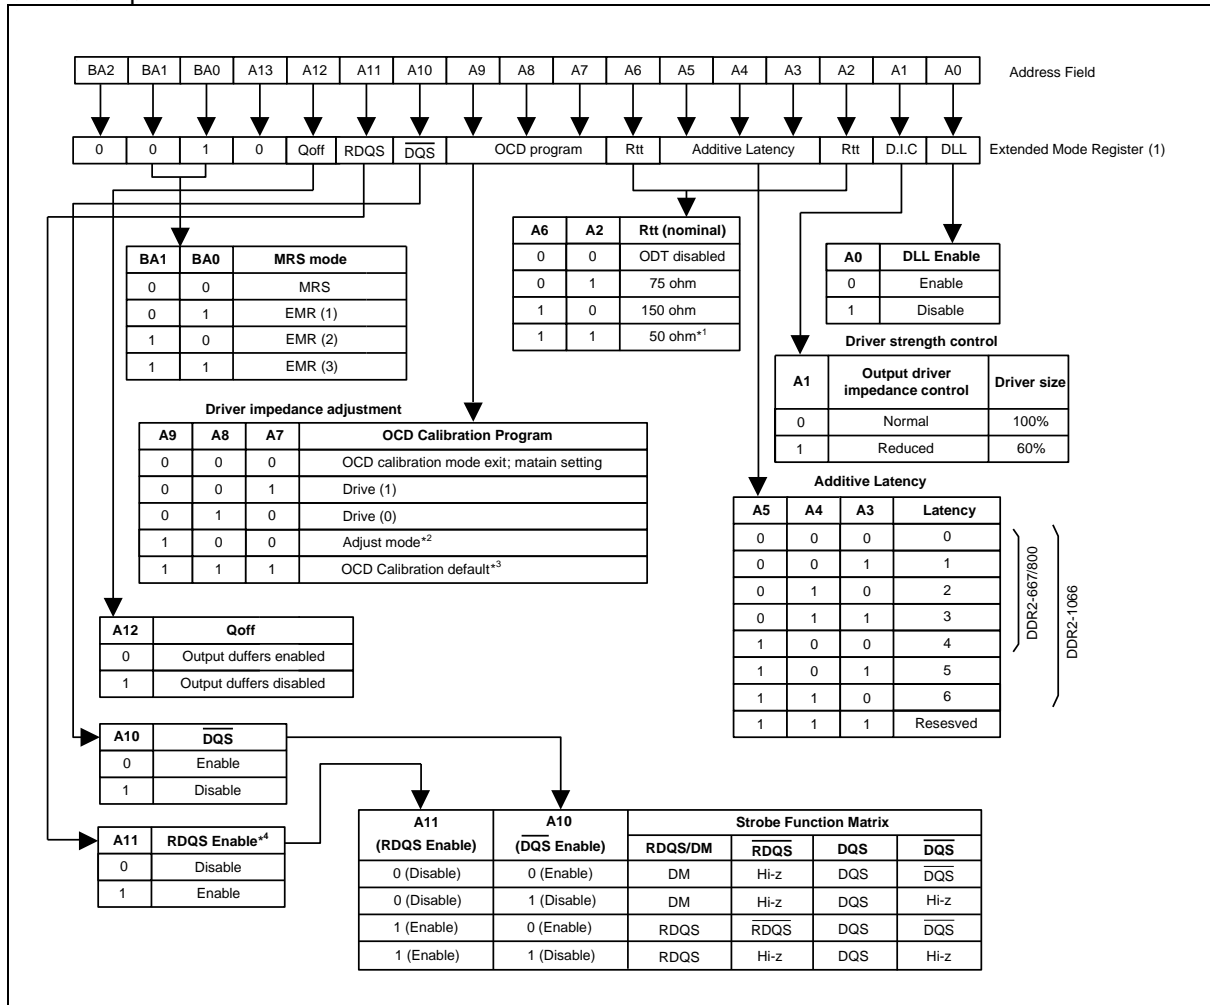 BA2 BA1 BA0 A13 A12 A11 A10 A9 A8 A7 A6 A5 A4 A3 A2 A1 A0 Address Field
0 0 1 0 Qoff RDQS D̅Q̅S̅ OCD program Rtt Additive Latency Rtt D.I.C DLL Extended Mode Register (1)
BA1 BA0 MRS mode
0 0 MRS
0 1 EMR (1)
1 0 EMR (2)
1 1 EMR (3)
A6 A2 Rtt (nominal)
0 0 ODT disabled
0 1 75 ohm
1 0 150 ohm
1 1 50 ohm*1
A0 DLL Enable
0 Enable
1 Disable
Driver strength control
A1 Output driver impedance control Driver size
0 Normal 100%
1 Reduced 60%
Driver impedance adjustment
A9 A8 A7 OCD Calibration Program
0 0 0 OCD calibration mode exit; matain setting
0 0 1 Drive (1)
0 1 0 Drive (0)
1 0 0 Adjust mode*2
1 1 1 OCD Calibration default*3
Additive Latency
A5 A4 A3 Latency
0 0 0 0
0 0 1 1
0 1 0 2
0 1 1 3
1 0 0 4
1 0 1 5
1 1 0 6
1 1 1 Resesved
DDR2-667/800
DDR2-1066
A12 Qoff
0 Output duffers enabled
1 Output duffers disabled
A10 D̅Q̅S̅
0 Enable
1 Disable
A11 RDQS Enable*4
0 Disable
1 Enable
A11 (RDQS Enable) A10 (D̅Q̅S̅ Enable) Strobe Function Matrix
RDQS/DM R̅D̅Q̅S̅ DQS D̅Q̅S̅
0 (Disable) 0 (Enable) DM Hi-z DQS D̅Q̅S̅
0 (Disable) 1 (Disable) DM Hi-z DQS Hi-z
1 (Enable) 0 (Enable) RDQS R̅D̅Q̅S̅ DQS D̅Q̅S̅
1 (Enable) 1 (Disable) RDQS Hi-z DQS Hi-z